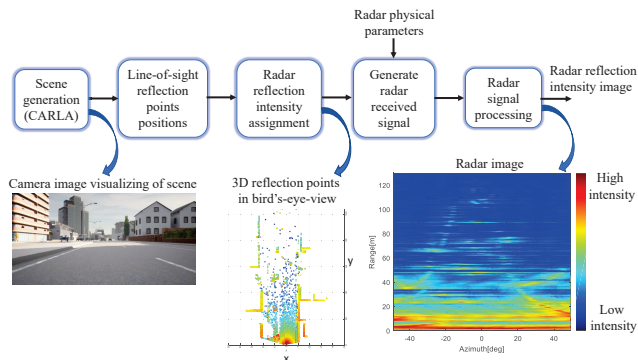 Radar physical
parameters
Scene
generation
(CARLA)
Line-of-sight
reflection
points
positions
Radar
reflection
intensity
assignment
Generate
radar
received
signal
Radar
signal
processing
Radar reflection
intensity image
Camera image visualizing of scene
3D reflection points
in bird's-eye-view
y
x
Radar image
120
100
80
60
40
20
0
Range[m]
-40
-20
0
20
40
Azimuth[deg]
High
intensity
Low
intensity